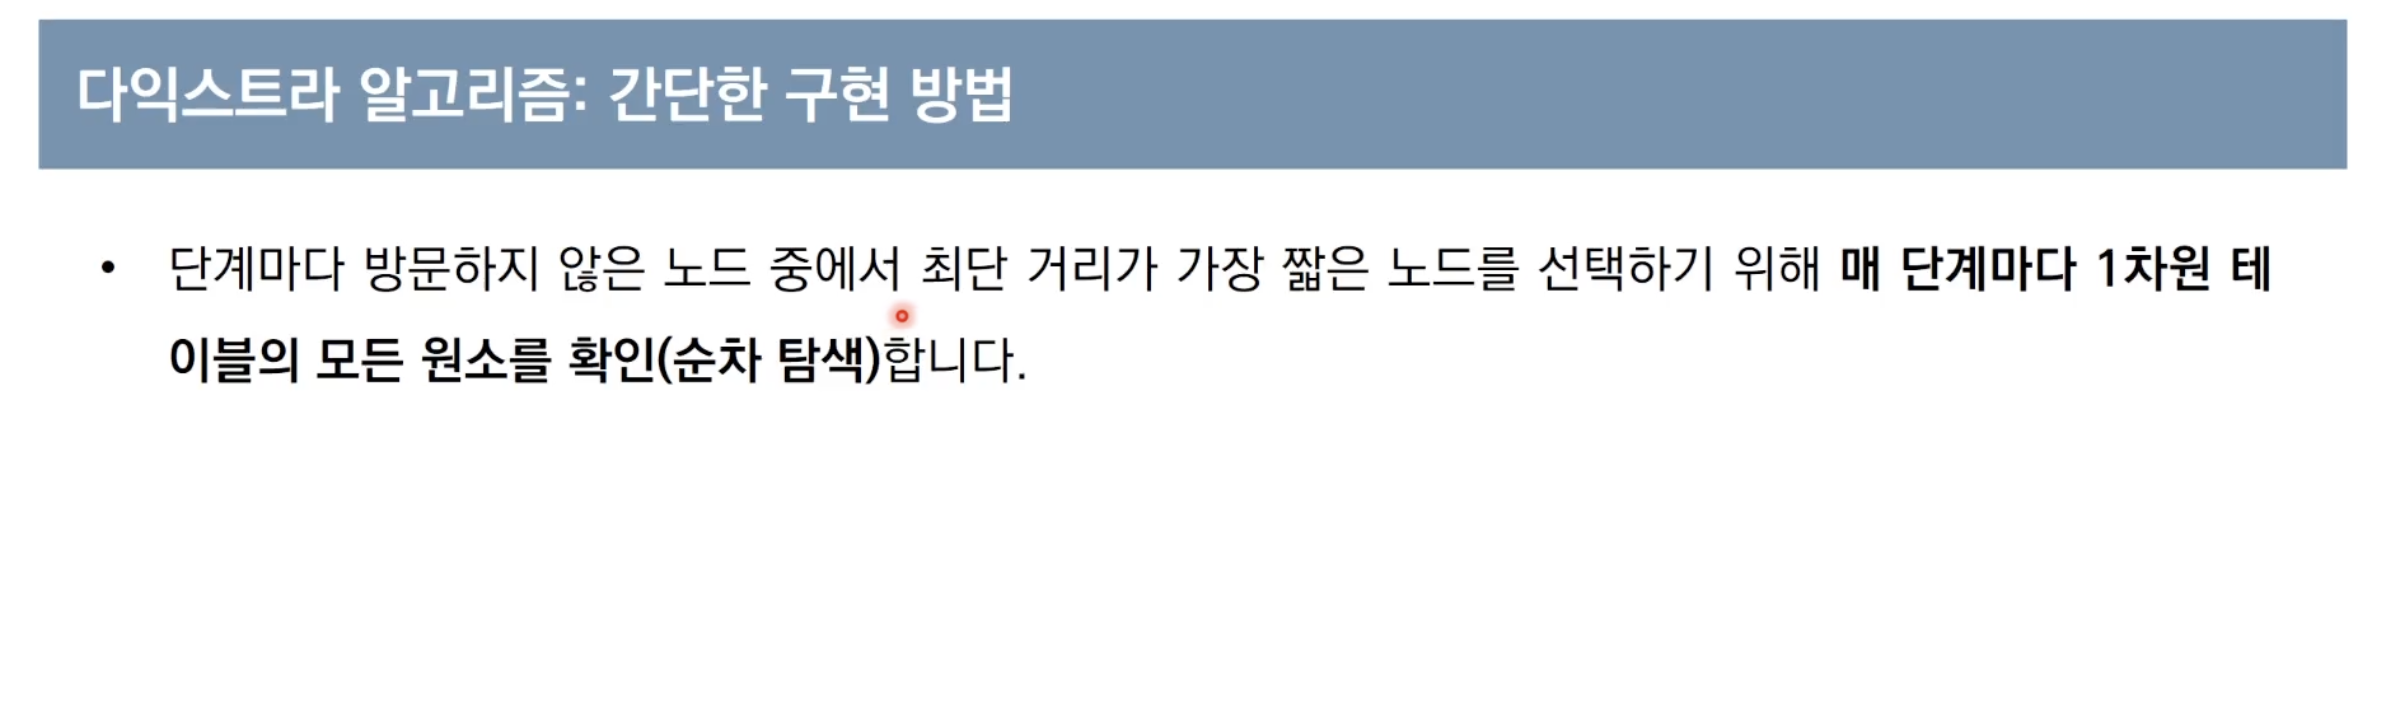 다익스트라 알고리즘: 간단한 구현 방법
• 단계마다 방문하지 않은 노드 중에서 최단 거리가 가장 짧은 노드를 선택하기 위해 매 단계마다 1차원 테
이블의 모든 원소를 확인(순차 탐색)합니다.